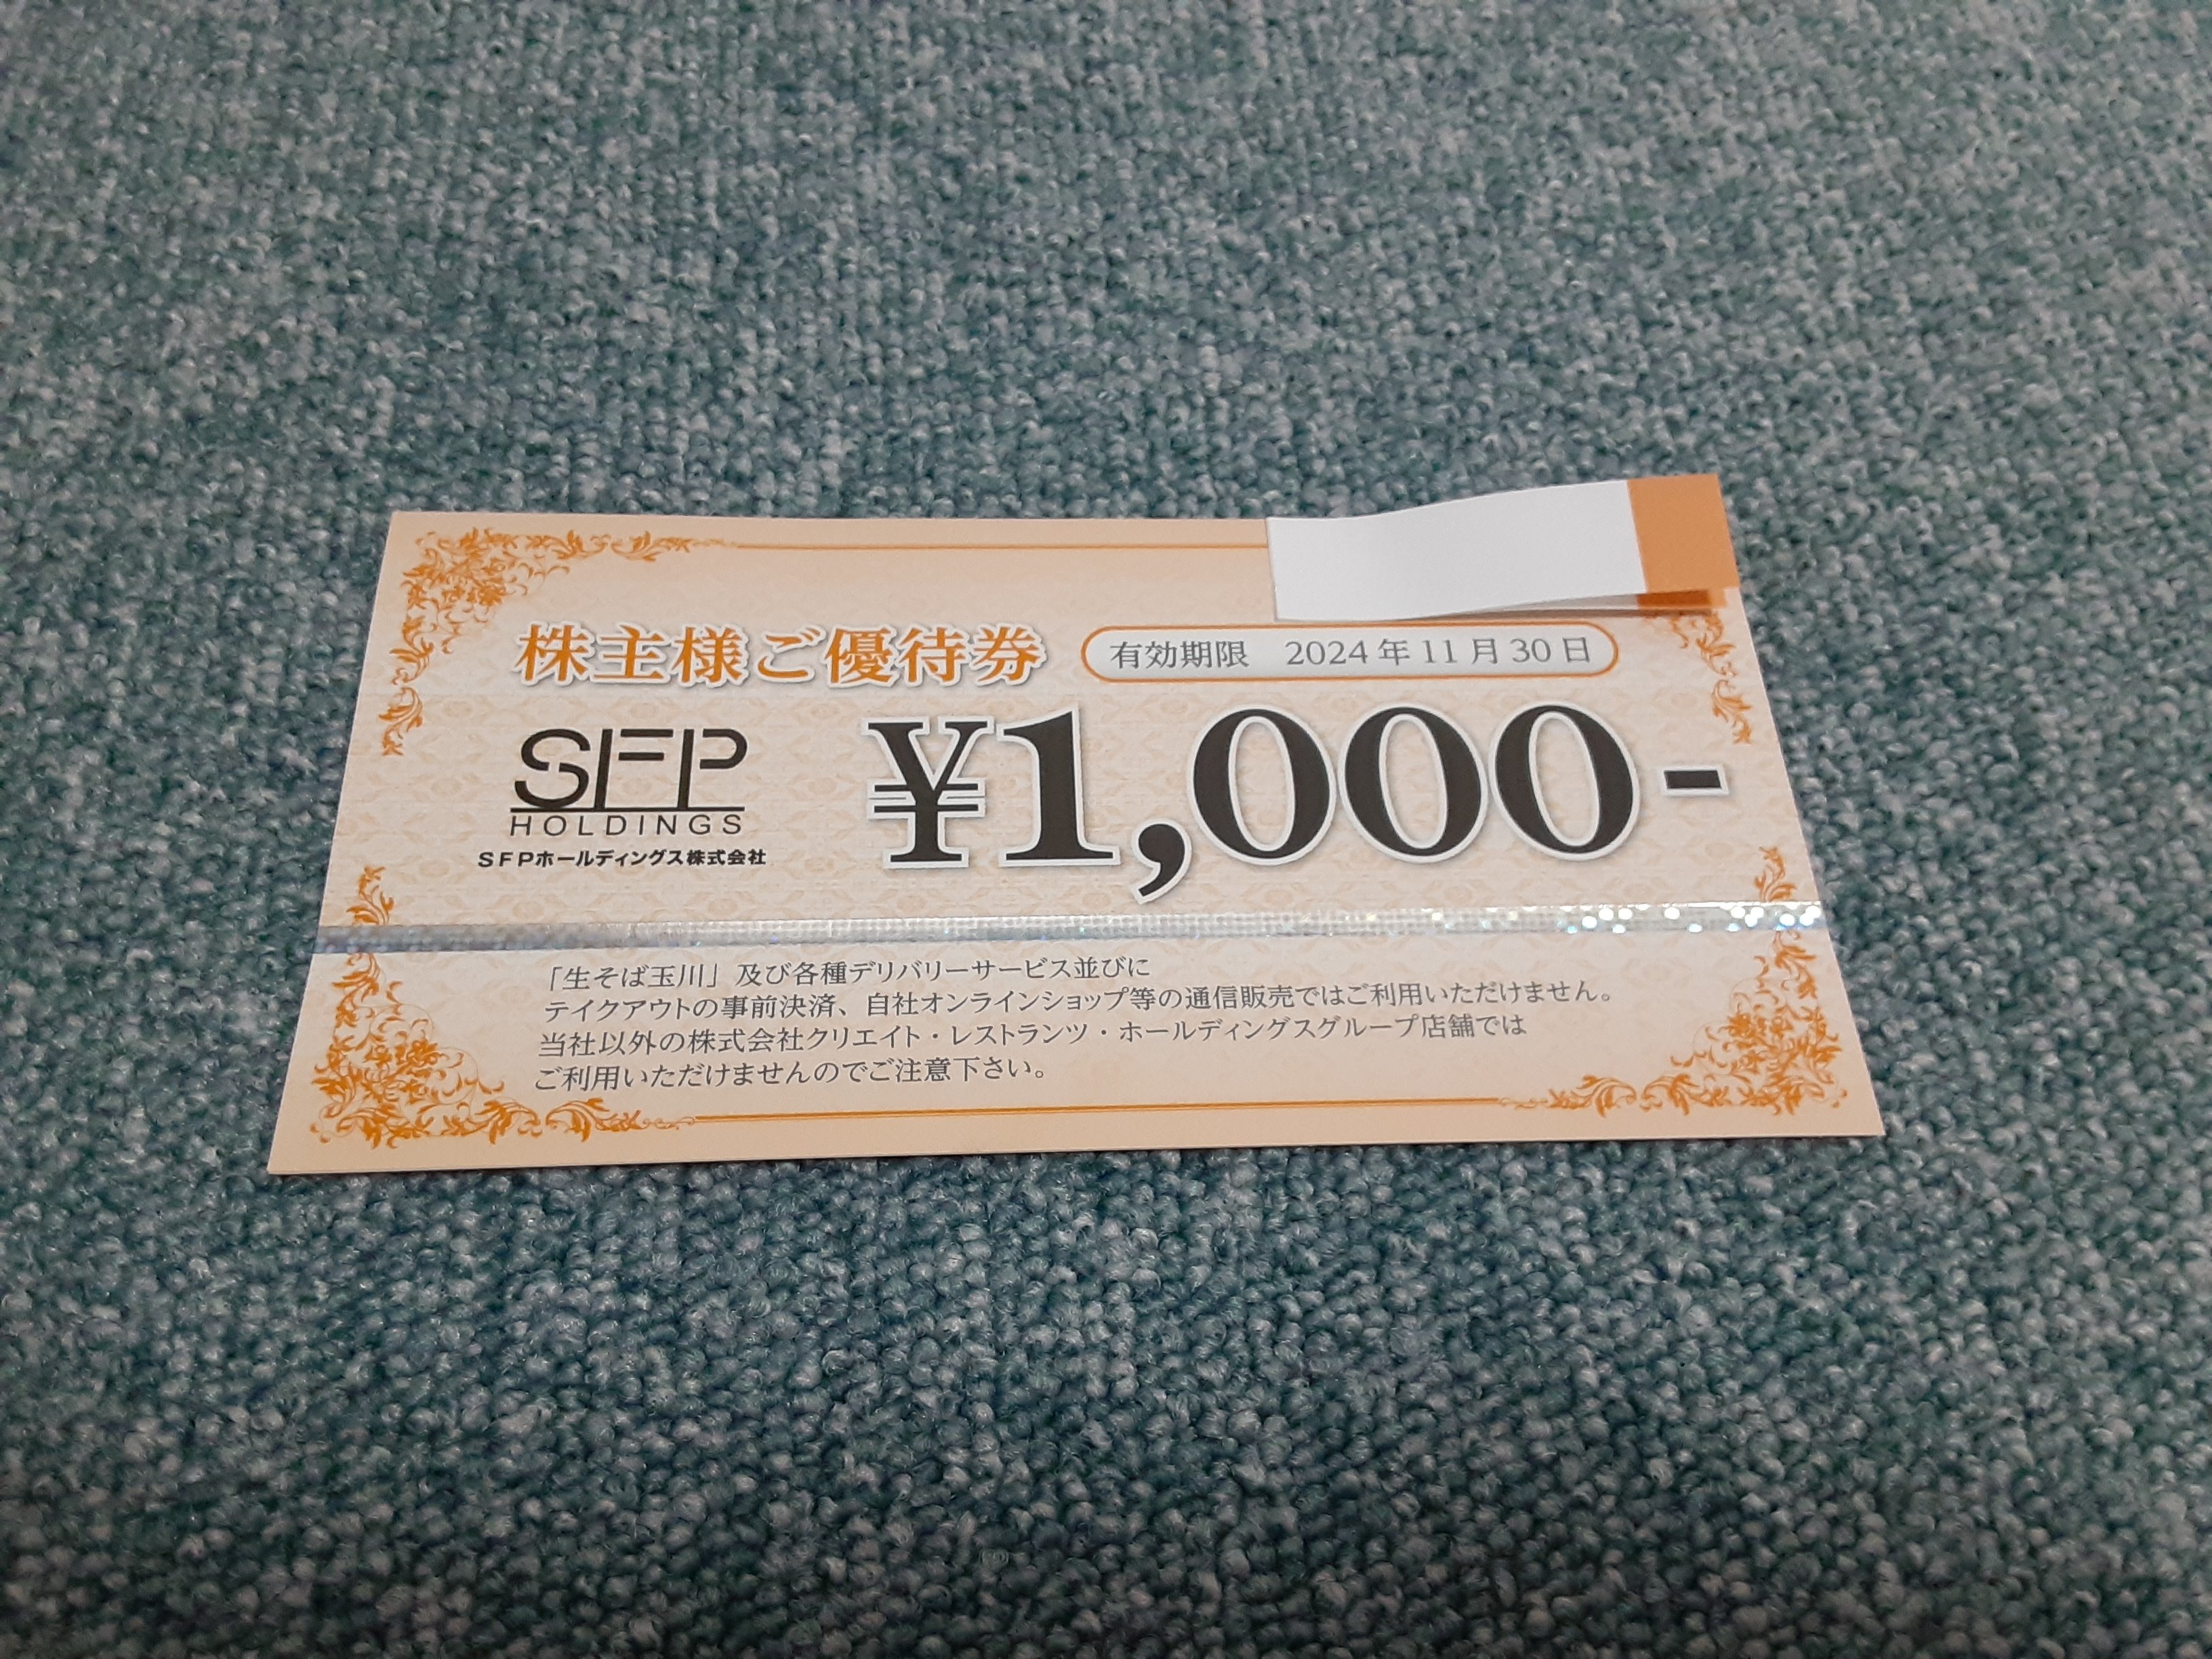 株主様ご優待券
有効期限 2024年11月30日
SFP
HOLDINGS
SFPホールディングス株式会社
¥1,000-
「生そば玉川」及び各種デリバリーサービス並びに
テイクアウトの事前決済、自社オンラインショップ等の通信販売ではご利用いただけません。
当社以外の株式会社クリエイト・レストランツ・ホールディングスグループ店舗では
ご利用いただけませんのでご注意下さい。